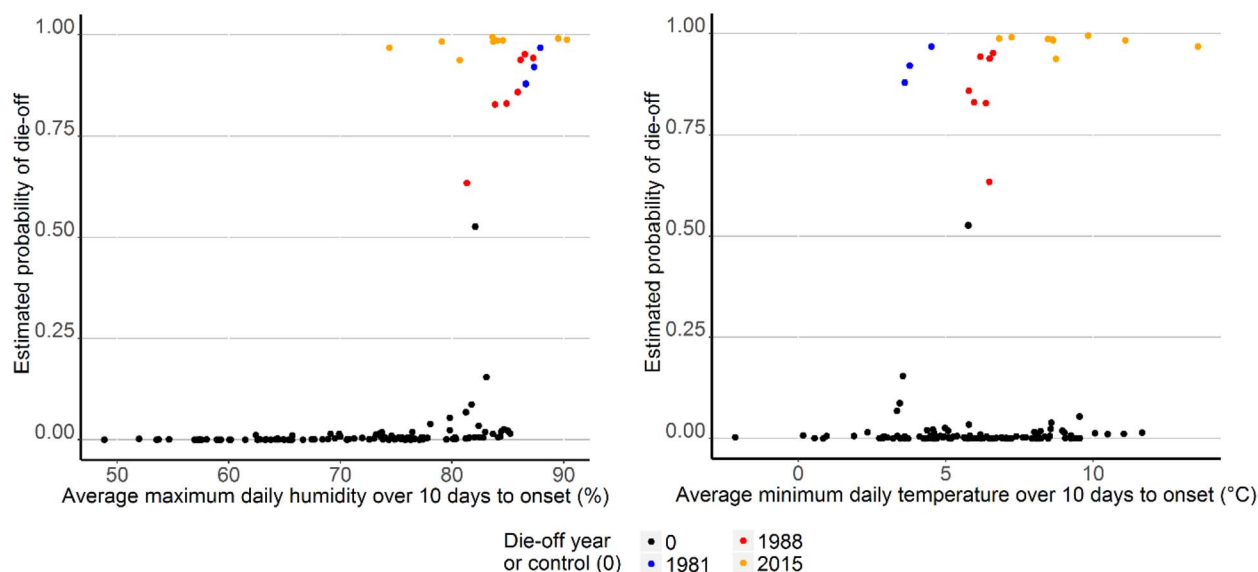 Estimated probability of die-off
1.00
0.75
0.50
0.25
0.00
50 60 70 80 90
Average maximum daily humidity over 10 days to onset (%)
Estimated probability of die-off
1.00
0.75
0.50
0.25
0.00
0 5 10
Average minimum daily temperature over 10 days to onset (°C)
Die-off year
or control (0)
0
1981
1988
2015